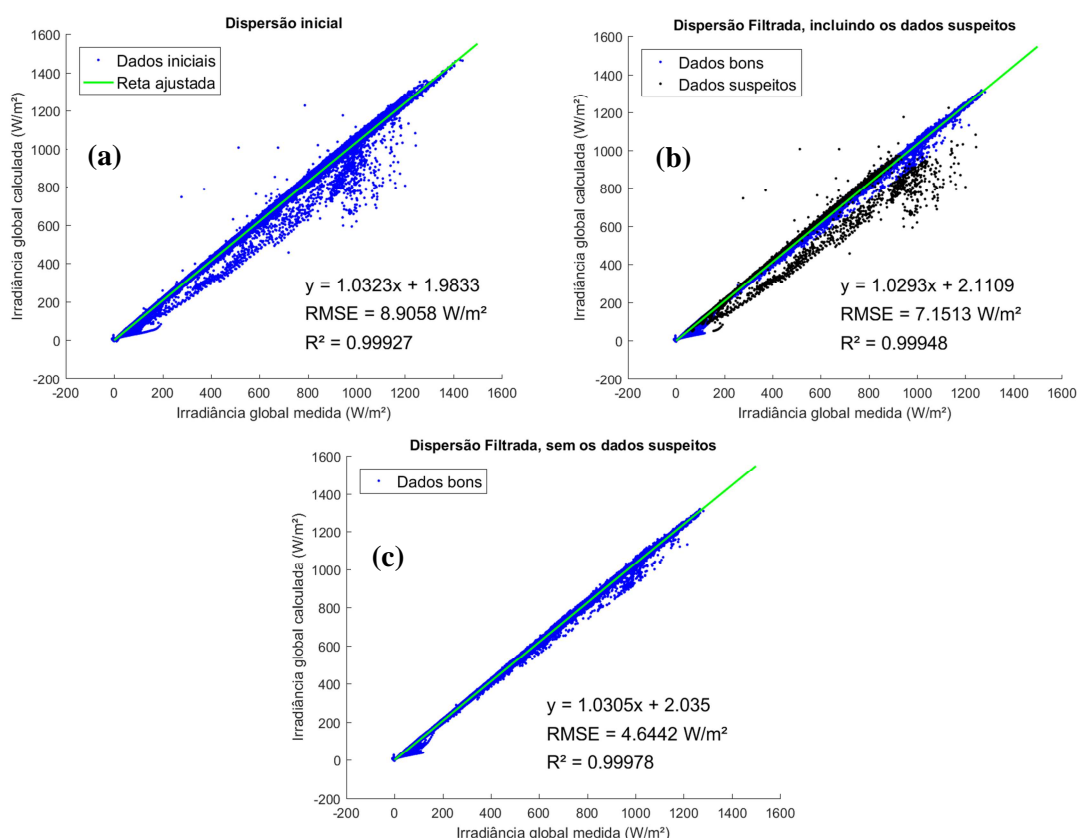 Dispersão inicial
1600
1400
1200
1000
800
600
400
200
0
-200
Irradiância global calculada (W/m²)
Dados iniciais
Reta ajustada
(a)
y = 1.0323x + 1.9833
RMSE = 8.9058 W/m²
R² = 0.99927
-200 0 200 400 600 800 1000 1200 1400 1600
Irradiância global medida (W/m²)
Dispersão Filtrada, incluindo os dados suspeitos
1600
1400
1200
1000
800
600
400
200
0
-200
Irradiância global calculada (W/m²)
Dados bons
Dados suspeitos
(b)
y = 1.0293x + 2.1109
RMSE = 7.1513 W/m²
R² = 0.99948
-200 0 200 400 600 800 1000 1200 1400 1600
Irradiância global medida (W/m²)
Dispersão Filtrada, sem os dados suspeitos
1600
1400
1200
1000
800
600
400
200
0
-200
Irradiância global calculada (W/m²)
Dados bons
(c)
y = 1.0305x + 2.035
RMSE = 4.6442 W/m²
R² = 0.99978
-200 0 200 400 600 800 1000 1200 1400 1600
Irradiância global medida (W/m²)